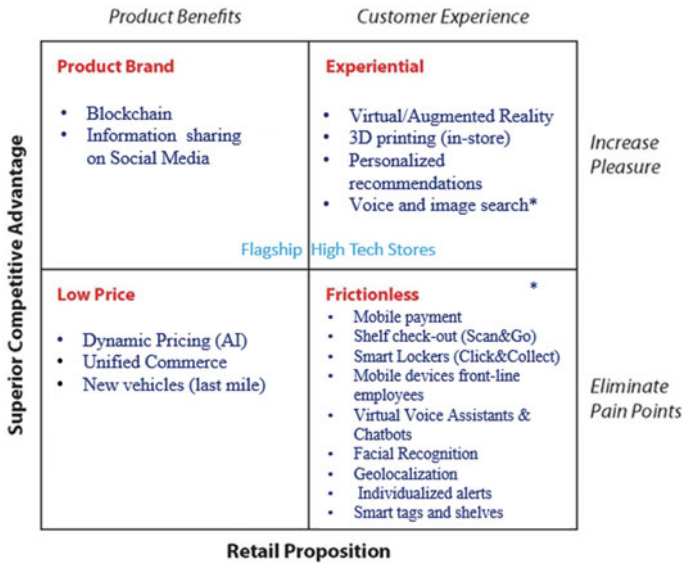 Product Benefits
Customer Experience
Product Brand
• Blockchain
• Information sharing
on Social Media
Experiential
• Virtual/Augmented Reality
• 3D printing (in-store)
• Personalized
recommendations
• Voice and image search*
Increase
Pleasure
Flagship High Tech Stores
Superior Competitive Advantage
Low Price
• Dynamic Pricing (AI)
• Unified Commerce
• New vehicles (last mile)
Frictionless
*
• Mobile payment
• Shelf check-out (Scan&Go)
• Smart Lockers (Click&Collect)
• Mobile devices front-line
employees
• Virtual Voice Assistants &
Chatbots
• Facial Recognition
• Geolocalization
• Individualized alerts
• Smart tags and shelves
Eliminate
Pain Points
Retail Proposition